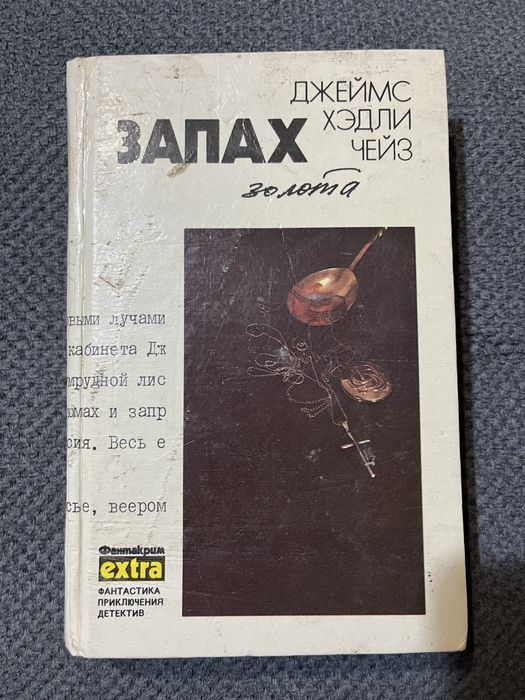 ДЖЕЙМС
ХЭДЛИ
ЧЕЙЗ
ЗАПАХ
золота
выми лучами
кабинета Дж
мрудной лис
омах и запр
сия. Весь е
сье, веером
Фантакрим
extra
ФАНТАСТИКА
ПРИКЛЮЧЕНИЯ
ДЕТЕКТИВ